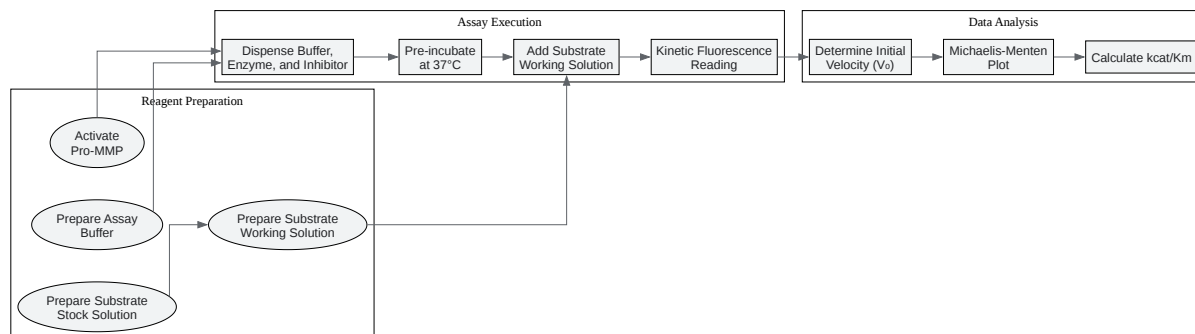 Assay Execution
Dispense Buffer,
Enzyme, and Inhibitor
Pre-incubate
at 37°C
Add Substrate
Working Solution
Kinetic Fluorescence
Reading
Data Analysis
Determine Initial
Velocity (V₀)
Michaelis-Menten
Plot
Calculate kcat/Km
Reagent Preparation
Activate
Pro-MMP
Prepare Assay
Buffer
Prepare Substrate
Working Solution
Prepare Substrate
Stock Solution